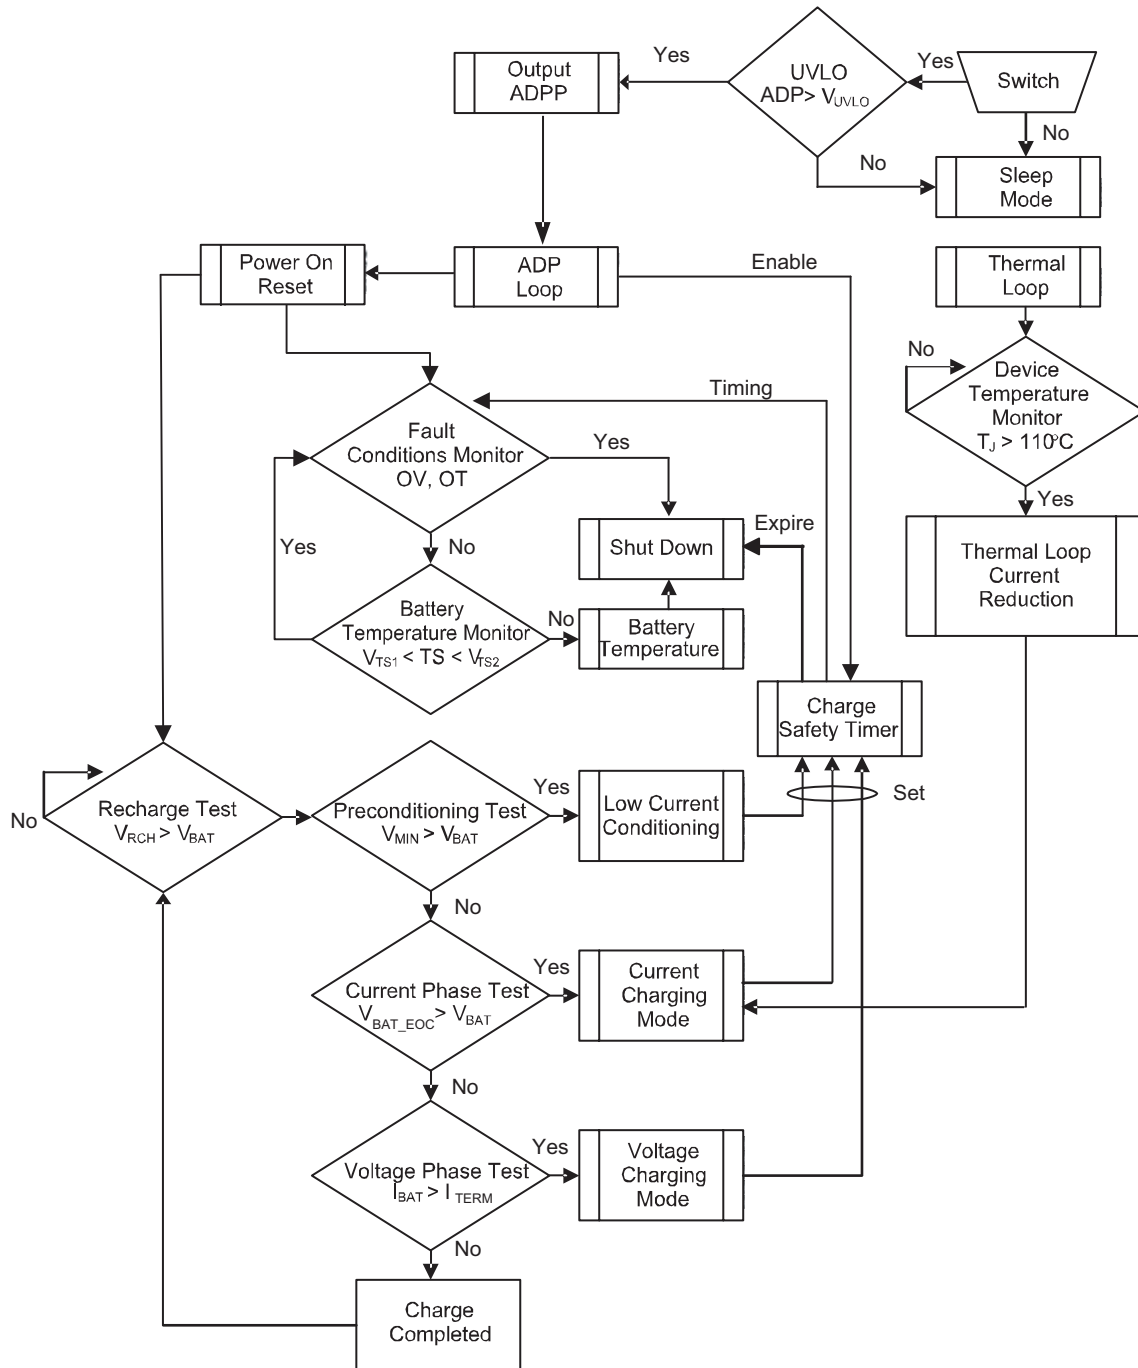 Yes
Output
ADPP
UVLO
ADP> VUVLO
Yes
Switch
No
No
Sleep
Mode
Power On
Reset
ADP
Loop
Enable
Thermal
Loop
No
Device
Temperature
Monitor
TJ > 110°C
Yes
Timing
Fault
Conditions Monitor
OV, OT
Yes
Yes
No
Shut Down
Expire
Thermal Loop
Current
Reduction
Battery
Temperature Monitor
VTS1 < TS < VTS2
No
Battery
Temperature
Charge
Safety Timer
Set
No
Recharge Test
VRCH > VBAT
Preconditioning Test
VMIN > VBAT
Yes
Low Current
Conditioning
No
Current Phase Test
VBAT_EOC > VBAT
Yes
Current
Charging
Mode
No
Voltage Phase Test
IBAT > ITERM
Yes
Voltage
Charging
Mode
No
Charge
Completed